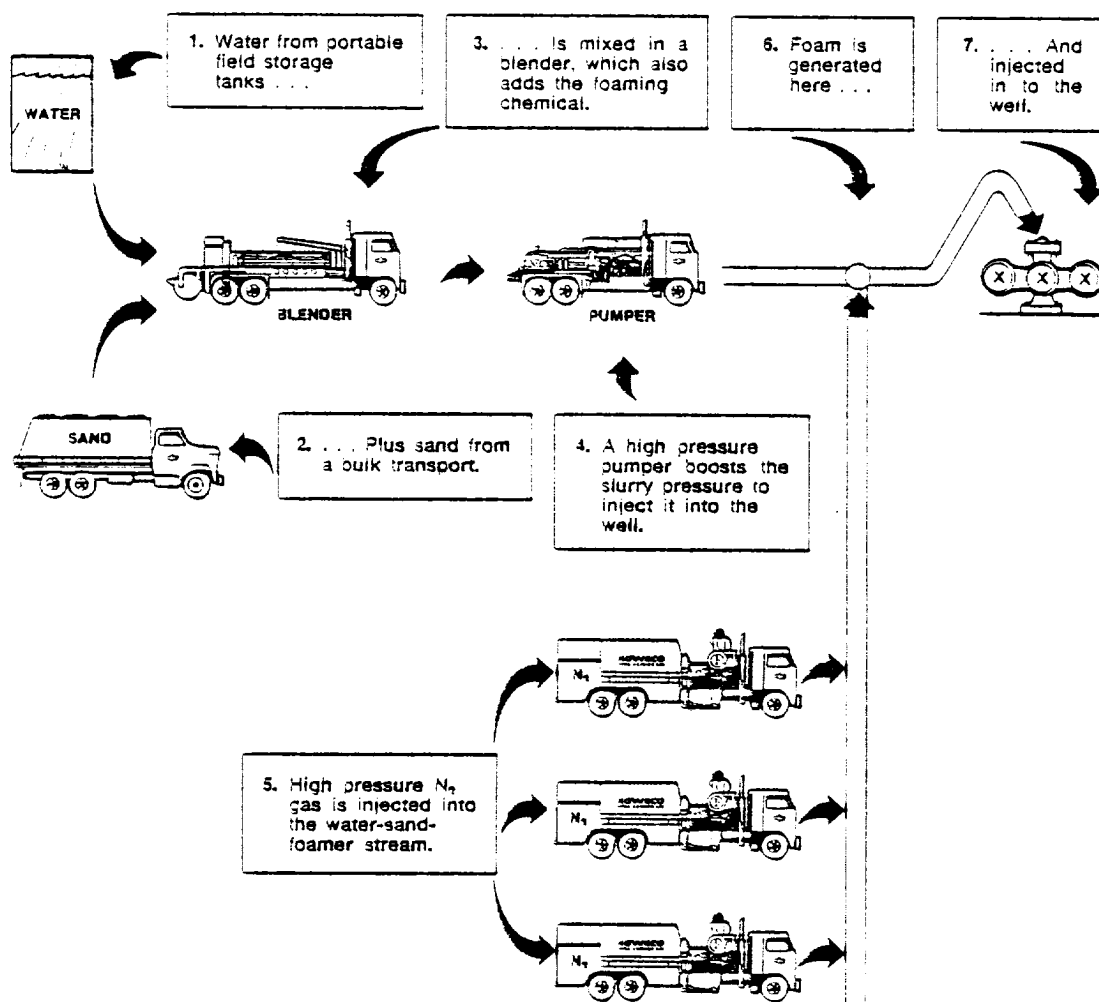 1. Water from portable
field storage
tanks . . .
3. . . . Is mixed in a
blender, which also
adds the foaming
chemical.
6. Foam is
generated
here . . .
7. . . . And
injected
in to the
well.
WATER
BLENDER
PUMPER
SAND
2. . . . Plus sand from
a bulk transport.
4. A high pressure
pumper boosts the
slurry pressure to
inject it into the
well.
5. High pressure N₂
gas is injected into
the water-sand-
foamer stream.
N₂
NOWSCO
N₂
NOWSCO
N₂
NOWSCO